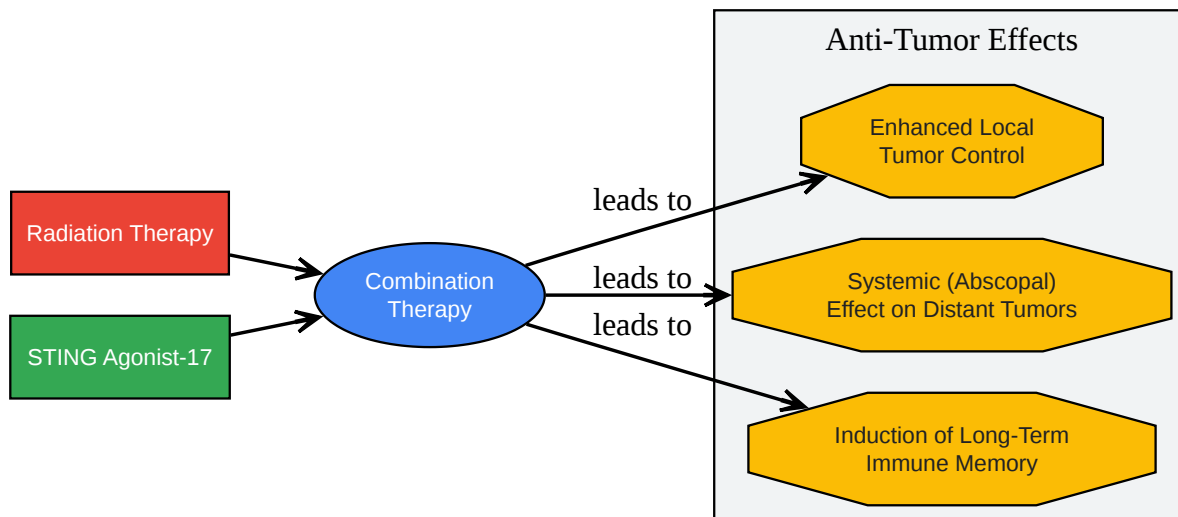 Anti-Tumor Effects
Enhanced Local
Tumor Control
leads to
Radiation Therapy
Combination
Therapy
leads to
Systemic (Abscopal)
Effect on Distant Tumors
leads to
STING Agonist-17
Induction of Long-Term
Immune Memory